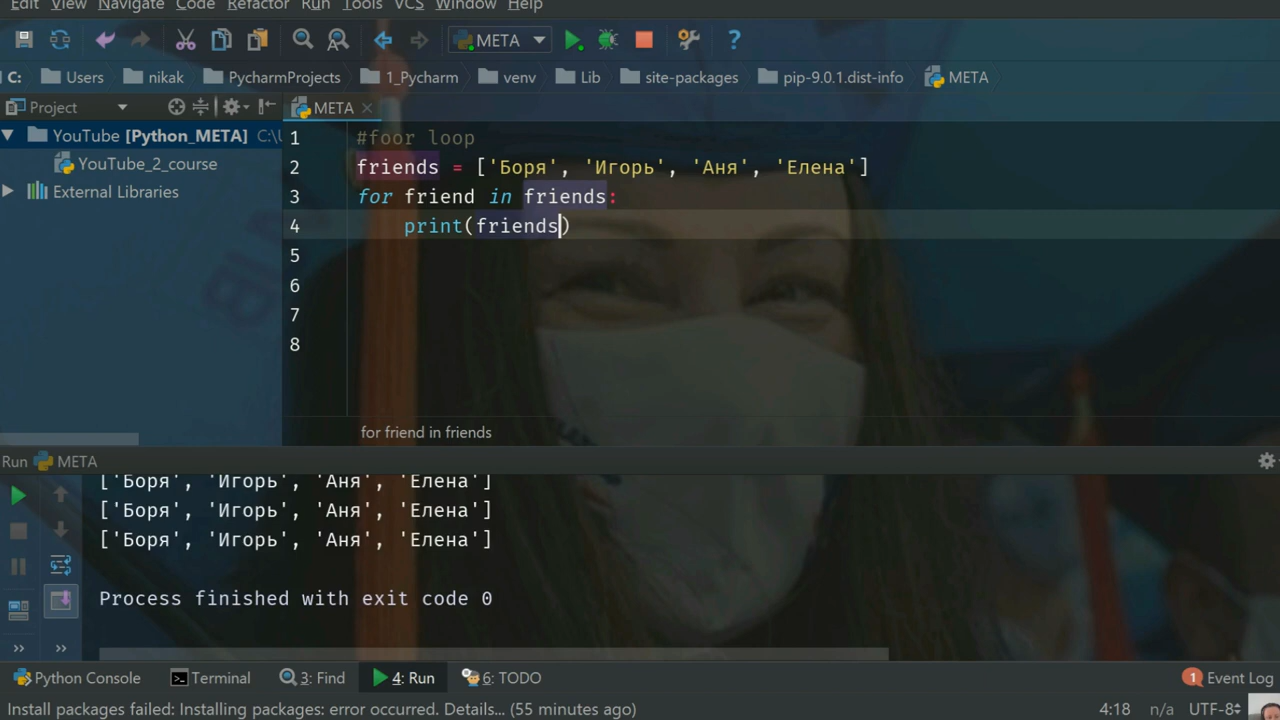 Edit View Navigate Code Refactor Run Tools VCS Window Help
META
C: Users nikak PycharmProjects 1_Pycharm venv Lib site-packages pip-9.0.1.dist-info META
Project
META
YouTube [Python_META] C:\
YouTube_2_course
External Libraries
1 #foor loop
2 friends = ['Боря', 'Игорь', 'Аня', 'Елена']
3 for friend in friends:
4 print(friends)
5
6
7
8
for friend in friends
Run META
['Боря', 'Игорь', 'Аня', 'Елена']
['Боря', 'Игорь', 'Аня', 'Елена']
['Боря', 'Игорь', 'Аня', 'Елена']
Process finished with exit code 0
Python Console Terminal 3: Find 4: Run 6: TODO 1 Event Log
Install packages failed: Installing packages: error occurred. Details... (55 minutes ago) 4:18 n/a UTF-8